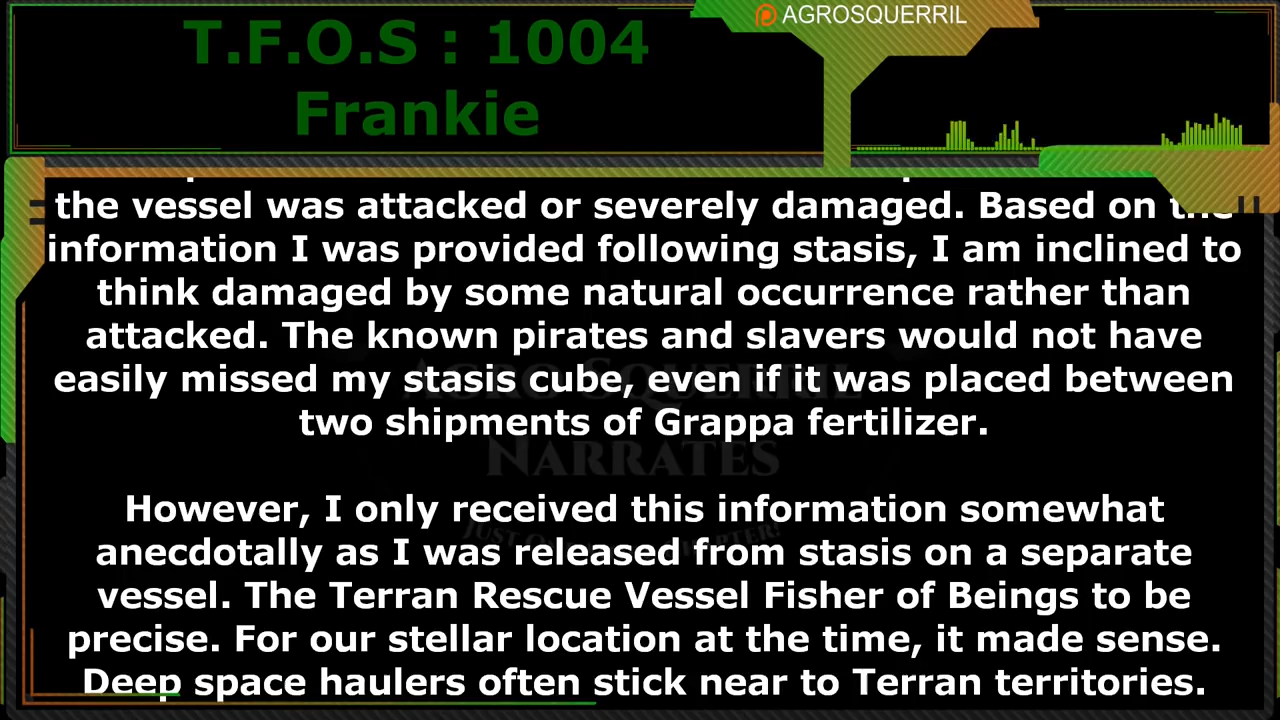 AGROSQUERRIL
T.F.O.S : 1004
Frankie
the vessel was attacked or severely damaged. Based on the
information I was provided following stasis, I am inclined to
think damaged by some natural occurrence rather than
attacked. The known pirates and slavers would not have
easily missed my stasis cube, even if it was placed between
two shipments of Grappa fertilizer.
However, I only received this information somewhat
anecdotally as I was released from stasis on a separate
vessel. The Terran Rescue Vessel Fisher of Beings to be
precise. For our stellar location at the time, it made sense.
Deep space haulers often stick near to Terran territories.
Agro Squerril
Narrates